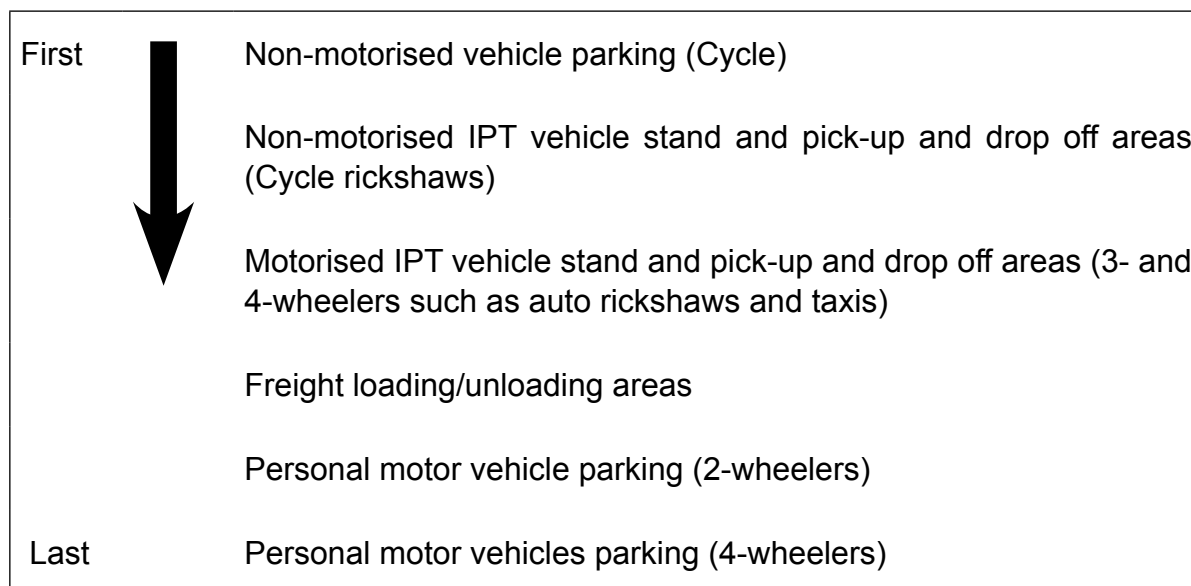 First Non-motorised vehicle parking (Cycle)
Non-motorised IPT vehicle stand and pick-up and drop off areas
(Cycle rickshaws)
Motorised IPT vehicle stand and pick-up and drop off areas (3- and
4-wheelers such as auto rickshaws and taxis)
Freight loading/unloading areas
Personal motor vehicle parking (2-wheelers)
Last Personal motor vehicles parking (4-wheelers)